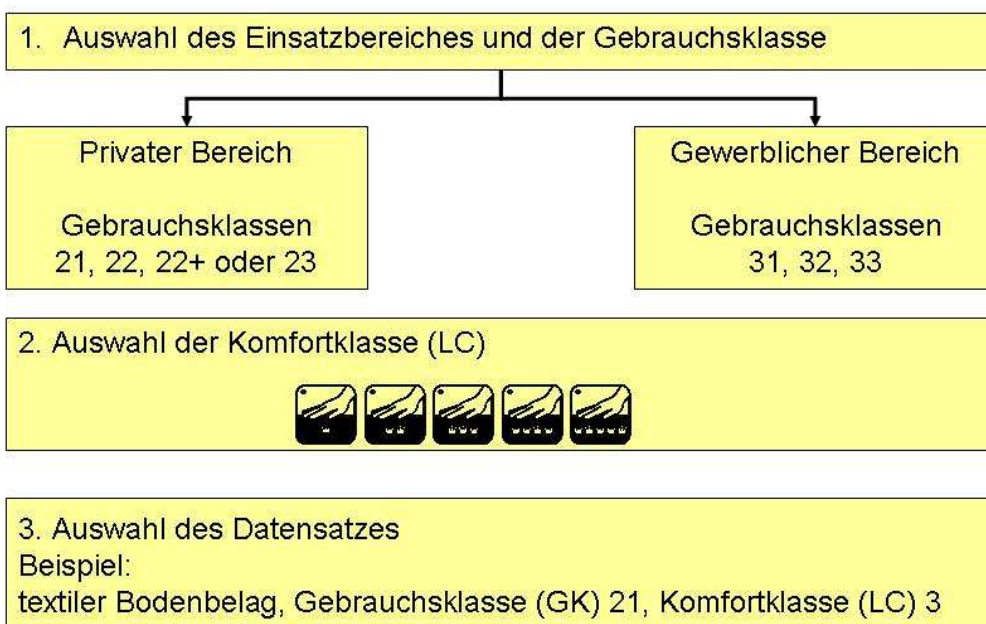 1. Auswahl des Einsatzbereiches und der Gebrauchsklasse
Privater Bereich
Gebrauchsklassen
21, 22, 22+ oder 23
Gewerblicher Bereich
Gebrauchsklassen
31, 32, 33
2. Auswahl der Komfortklasse (LC)
3. Auswahl des Datensatzes
Beispiel:
textiler Bodenbelag, Gebrauchsklasse (GK) 21, Komfortklasse (LC) 3